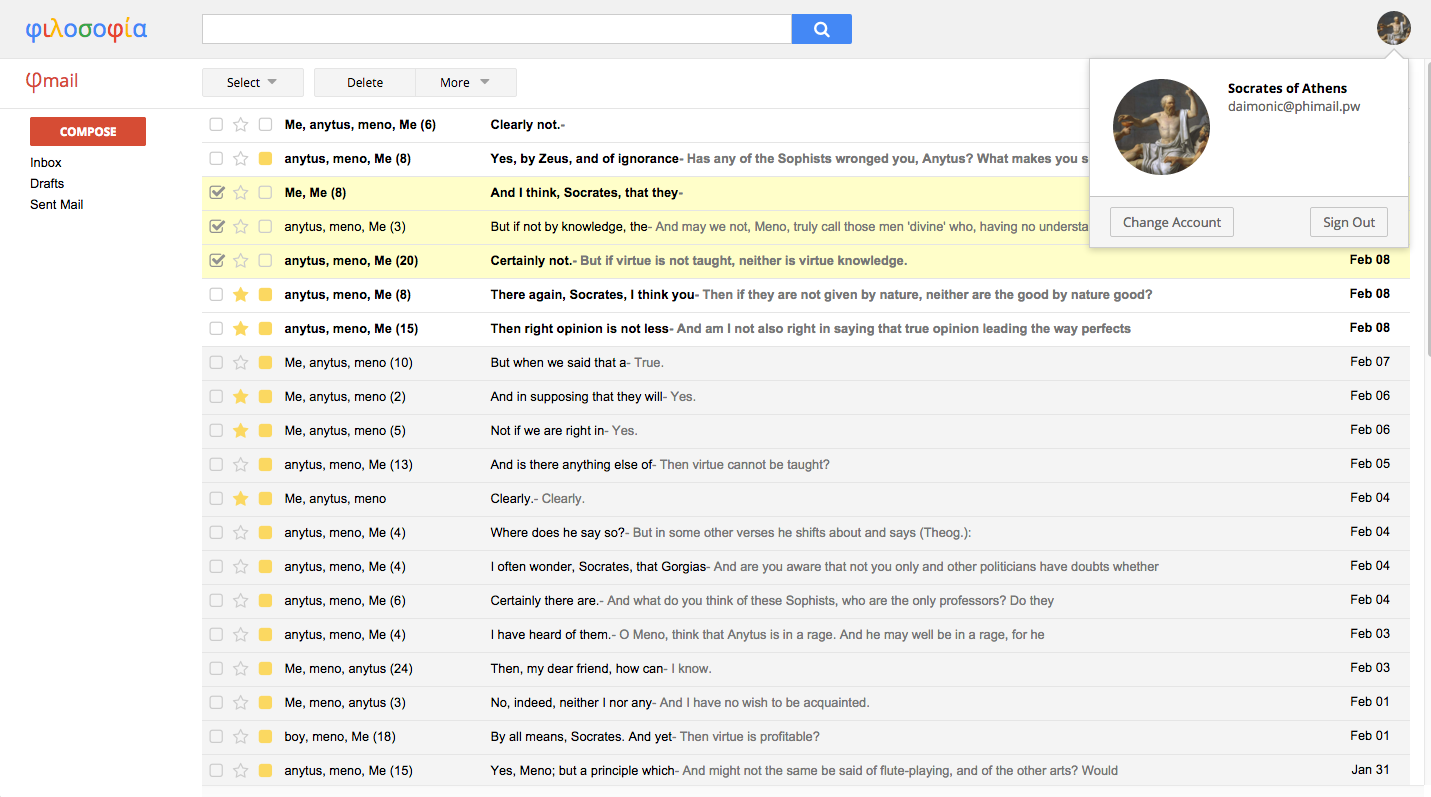 φιλοσοφία
Socrates of Athens
daimonic@phimail.pw
Change Account Sign Out
φmail
Select Delete More
COMPOSE
Inbox
Drafts
Sent Mail
Me, anytus, meno, Me (6) Clearly not.-
anytus, meno, Me (8) Yes, by Zeus, and of ignorance- Has any of the Sophists wronged you, Anytus? What makes you s
Me, Me (8) And I think, Socrates, that they-
anytus, meno, Me (3) But if not by knowledge, the- And may we not, Meno, truly call those men 'divine' who, having no understa
anytus, meno, Me (20) Certainly not.- But if virtue is not taught, neither is virtue knowledge. Feb 08
anytus, meno, Me (8) There again, Socrates, I think you- Then if they are not given by nature, neither are the good by nature good? Feb 08
anytus, meno, Me (15) Then right opinion is not less- And am I not also right in saying that true opinion leading the way perfects Feb 08
Me, anytus, meno (10) But when we said that a- True. Feb 07
Me, anytus, meno (2) And in supposing that they will- Yes. Feb 06
Me, anytus, meno (5) Not if we are right in- Yes. Feb 06
anytus, meno, Me (13) And is there anything else of- Then virtue cannot be taught? Feb 05
Me, anytus, meno Clearly.- Clearly. Feb 04
anytus, meno, Me (4) Where does he say so?- But in some other verses he shifts about and says (Theog.): Feb 04
anytus, meno, Me (4) I often wonder, Socrates, that Gorgias- And are you aware that not you only and other politicians have doubts whether Feb 04
anytus, meno, Me (6) Certainly there are.- And what do you think of these Sophists, who are the only professors? Do they Feb 04
anytus, meno, Me (4) I have heard of them.- O Meno, think that Anytus is in a rage. And he may well be in a rage, for he Feb 03
Me, meno, anytus (24) Then, my dear friend, how can- I know. Feb 03
Me, meno, anytus (3) No, indeed, neither I nor any- And I have no wish to be acquainted. Feb 01
boy, meno, Me (18) By all means, Socrates. And yet- Then virtue is profitable? Feb 01
anytus, meno, Me (15) Yes, Meno; but a principle which- And might not the same be said of flute-playing, and of the other arts? Would Jan 31